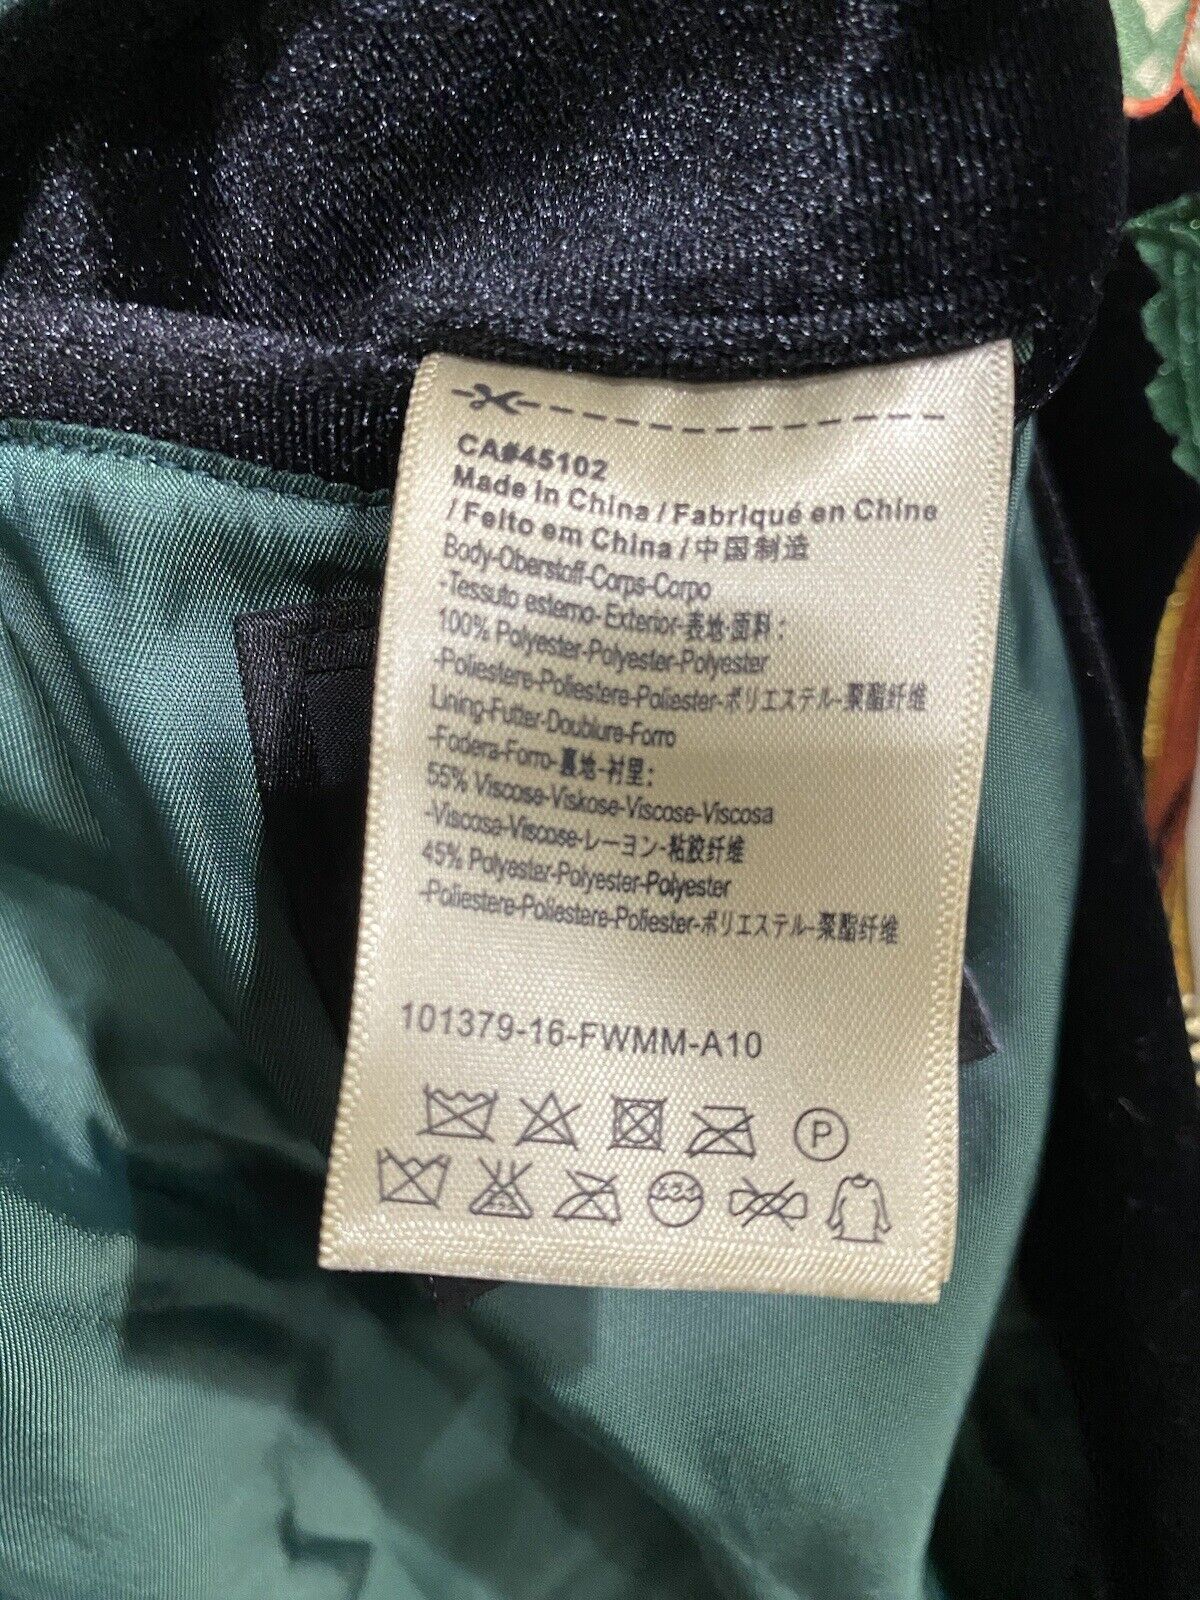 CA#45102
Made in China / Fabriqué en Chine
/ Feito em China / 中国制造
Body-Oberstoff-Corps-Corpo
-Tessuto esterno-Exterior-表地-面料：
100% Polyester-Polyester-Polyester
-Poliestere-Poliestere-Poliester-ポリエステル-聚酯纤维
Lining-Futter-Doublure-Forro
-Fodera-Forro-裏地-衬里：
55% Viscose-Viskose-Viscose-Viscosa
-Viscosa-Viscose-レーヨン-粘胶纤维
45% Polyester-Polyester-Polyester
-Poliestere-Poliestere-Poliester-ポリエステル-聚酯纤维
101379-16-FWMM-A10
P